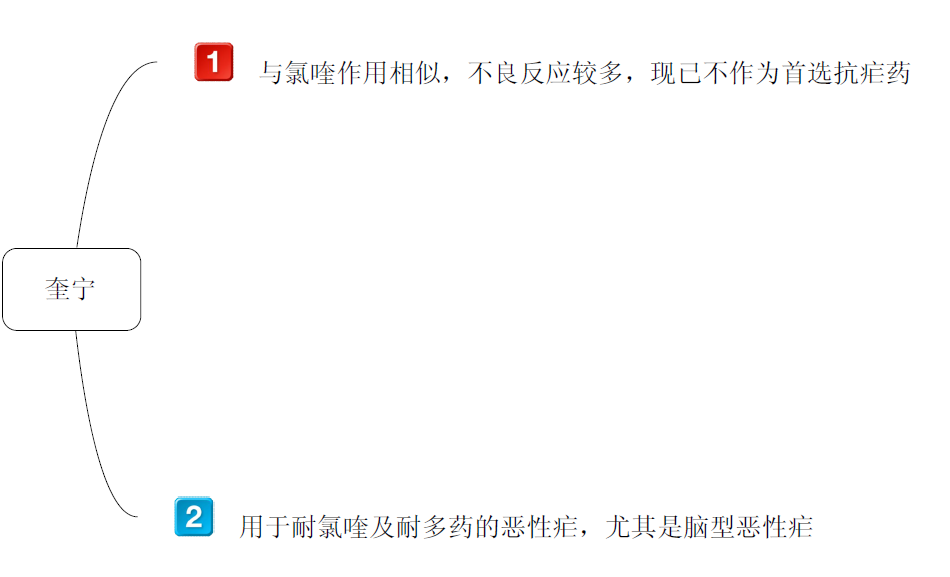 1 与氯喹作用相似，不良反应较多，现已不作为首选抗疟药
奎宁
2 用于耐氯喹及耐多药的恶性疟，尤其是脑型恶性疟